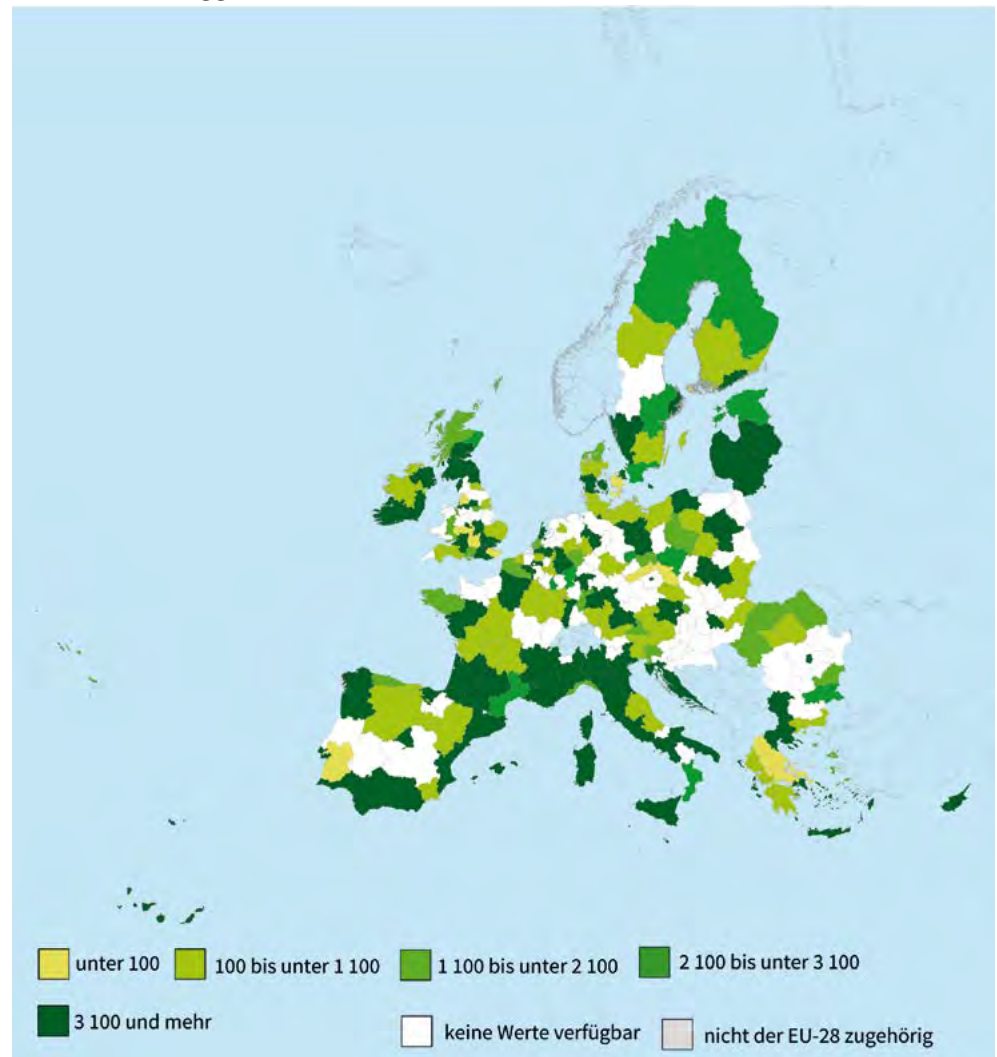 unter 100
100 bis unter 1 100
1 100 bis unter 2 100
2 100 bis unter 3 100
3 100 und mehr
keine Werte verfügbar
nicht der EU-28 zugehörig